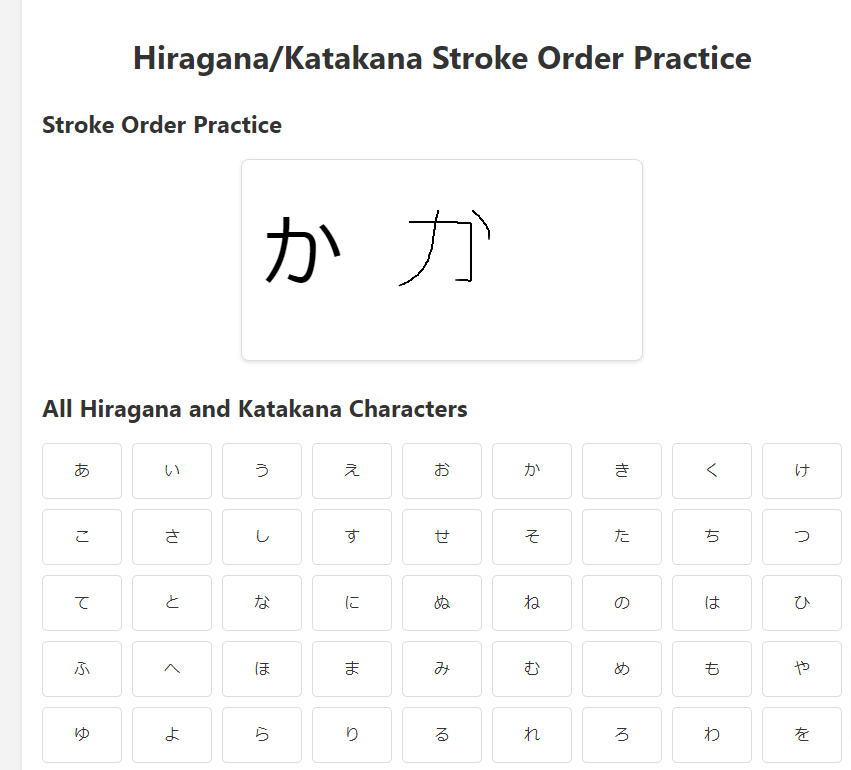 Hiragana/Katakana Stroke Order Practice
Stroke Order Practice
か か
All Hiragana and Katakana Characters
あ い う え お か き く け
こ さ し す せ そ た ち つ
て と な に ぬ ね の は ひ
ふ へ ほ ま み む め も や
ゆ よ ら り る れ ろ わ を